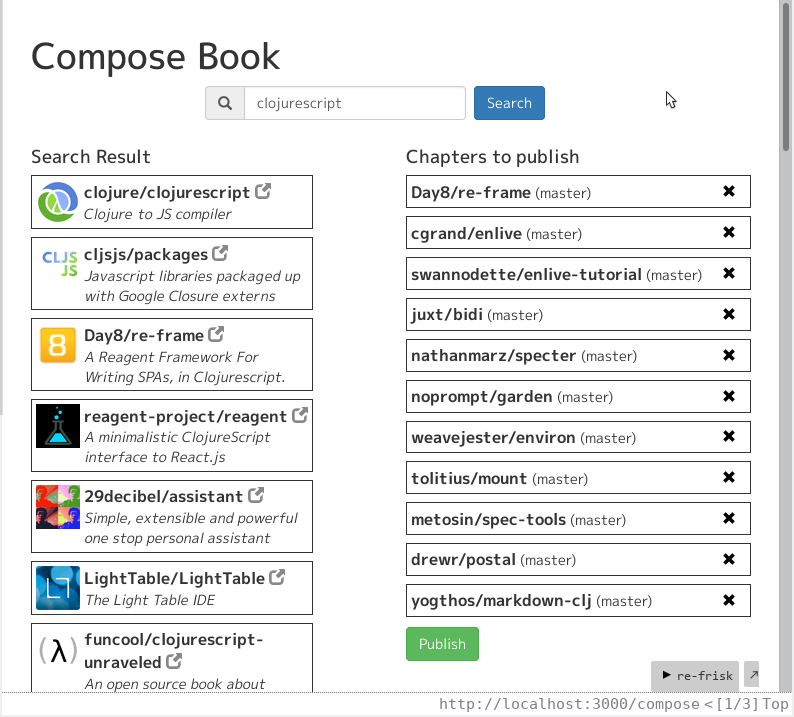 Compose Book
clojurescript
Search
Search Result
clojure/clojurescript
Clojure to JS compiler
CLJS
JS
cljsjs/packages
Javascript libraries packaged up
with Google Closure externs
8
Day8/re-frame
A Reagent Framework For
Writing SPAs, in Clojurescript.
reagent-project/reagent
A minimalistic ClojureScript
interface to React.js
29decibel/assistant
Simple, extensible and powerful
one stop personal assistant
LT
LightTable/LightTable
The Light Table IDE
(λ)
funcool/clojurescript-
unraveled
An open source book about
Chapters to publish
Day8/re-frame (master) ✖
cgrand/enlive (master) ✖
swannodette/enlive-tutorial (master) ✖
juxt/bidi (master) ✖
nathanmarz/specter (master) ✖
noprompt/garden (master) ✖
weavejester/environ (master) ✖
tolitius/mount (master) ✖
metosin/spec-tools (master) ✖
drewr/postal (master) ✖
yogthos/markdown-clj (master) ✖
Publish
▶ re-frisk ↗
http://localhost:3000/compose < [1/3] Top